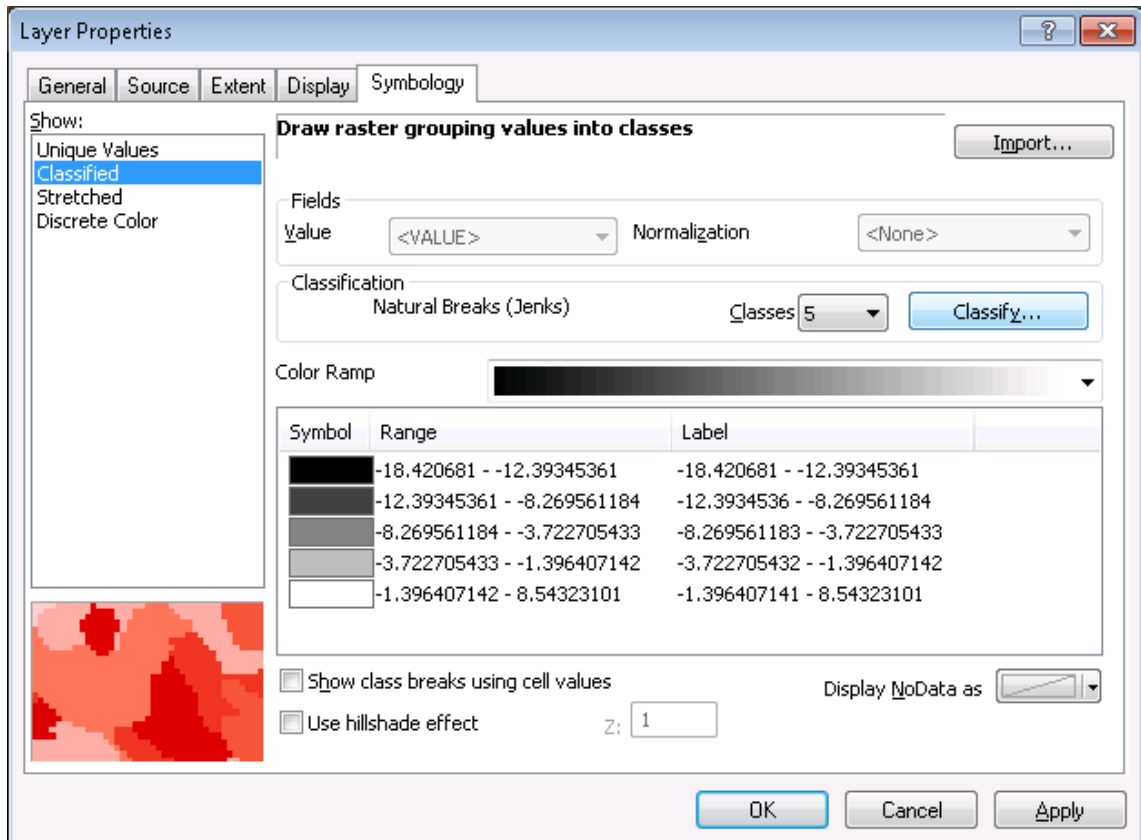 Layer Properties
General Source Extent Display Symbology
Show:
Unique Values
Classified
Stretched
Discrete Color
Draw raster grouping values into classes
Import...
Fields
Value <VALUE> Normalization <None>
Classification
Natural Breaks (Jenks) Classes 5 Classify...
Color Ramp
Symbol Range Label
-18.420681 - -12.39345361 -18.420681 - -12.39345361
-12.39345361 - -8.269561184 -12.3934536 - -8.269561184
-8.269561184 - -3.722705433 -8.269561183 - -3.722705433
-3.722705433 - -1.396407142 -3.722705432 - -1.396407142
-1.396407142 - 8.54323101 -1.396407141 - 8.54323101
Show class breaks using cell values
Display NoData as
Use hillshade effect Z: 1
OK Cancel Apply